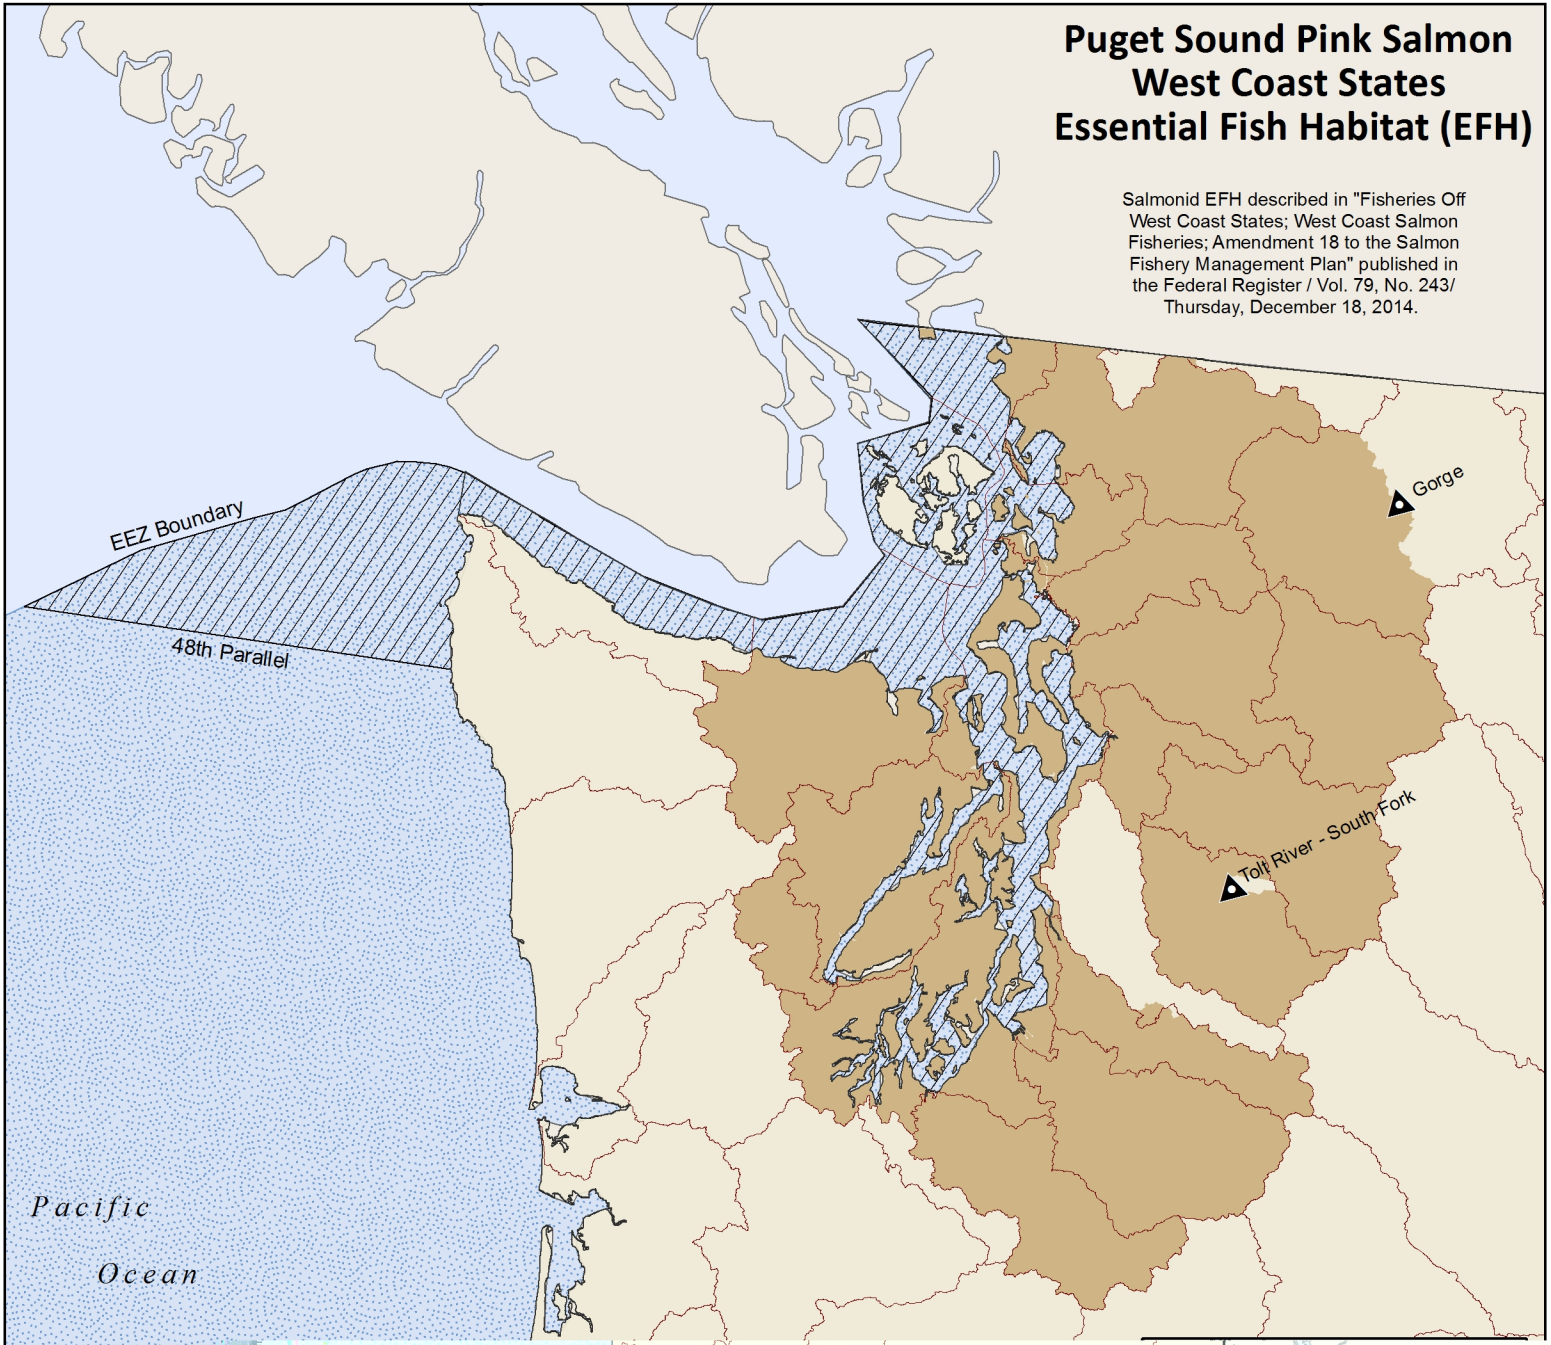 Puget Sound Pink Salmon
West Coast States
Essential Fish Habitat (EFH)
Salmonid EFH described in "Fisheries Off
West Coast States; West Coast Salmon
Fisheries; Amendment 18 to the Salmon
Fishery Management Plan" published in
the Federal Register / Vol. 79, No. 243/
Thursday, December 18, 2014.
Gorge
EEZ Boundary
48th Parallel
Tolt River - South Fork
Pacific
Ocean